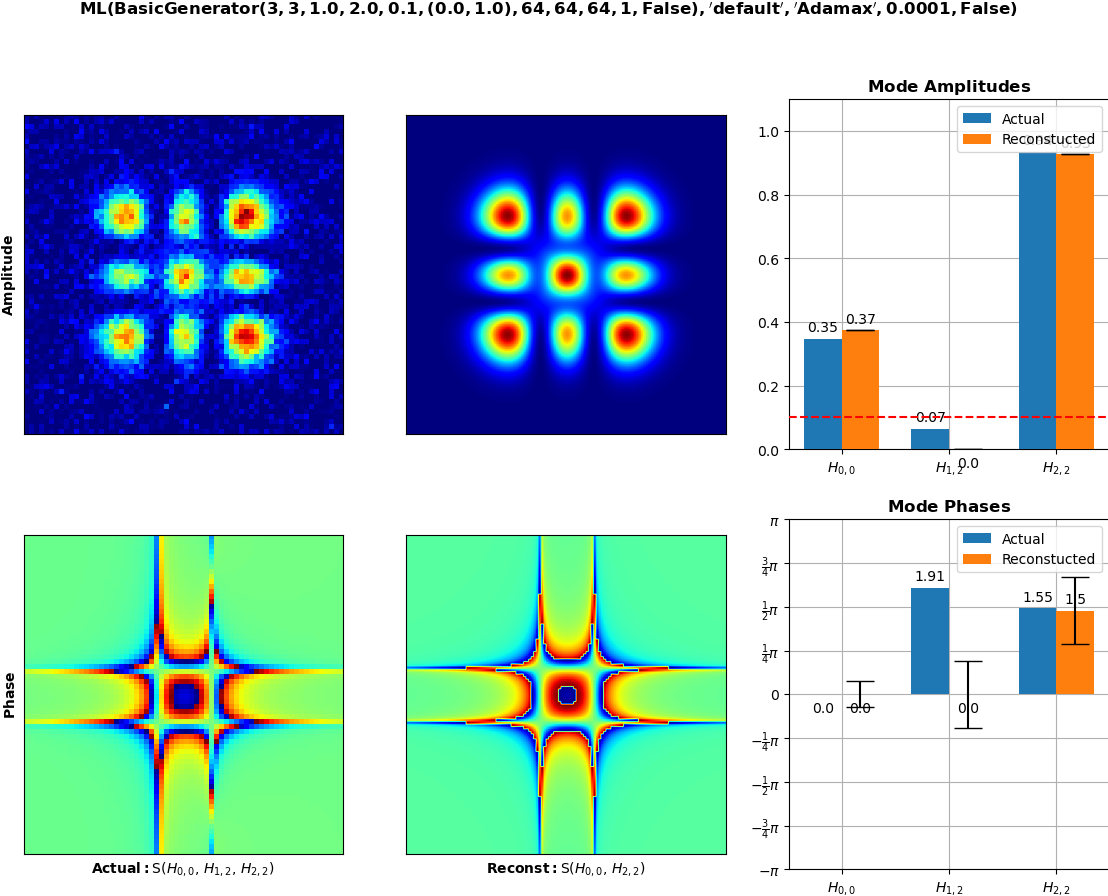 ML(BasicGenerator(3, 3, 1.0, 2.0, 0.1, (0.0, 1.0), 64, 64, 64, 1, False), ′default′, ′Adamax′, 0.0001, False)
Amplitude
Mode Amplitudes
Actual
Reconstucted
1.0
0.8
0.6
0.4
0.2
0.0
0.35
0.37
0.07
0.0
0.93
H0,0
H1,2
H2,2
Phase
Actual: S(H0,0, H1,2, H2,2)
Reconst: S(H0,0, H2,2)
Mode Phases
Actual
Reconstucted
π
3/4π
1/2π
1/4π
0
−1/4π
−1/2π
−3/4π
−π
0.0
0.0
1.91
0.0
1.55
1.5
H0,0
H1,2
H2,2